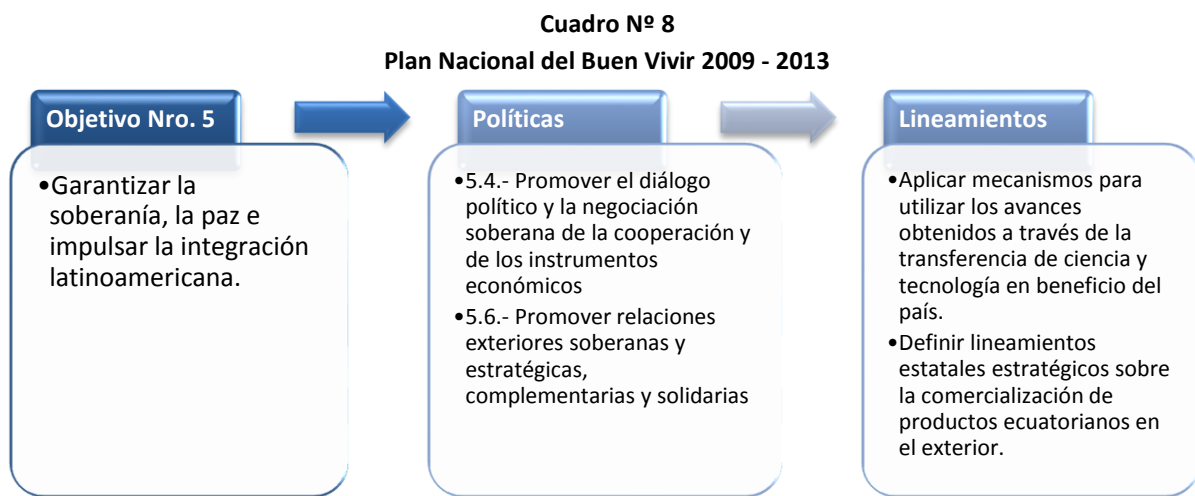 Cuadro Nº 8
Plan Nacional del Buen Vivir 2009 - 2013
Objetivo Nro. 5
•Garantizar la
soberanía, la paz e
impulsar la integración
latinoamericana.
Políticas
•5.4.- Promover el diálogo
político y la negociación
soberana de la cooperación y
de los instrumentos
económicos
•5.6.- Promover relaciones
exteriores soberanas y
estratégicas,
complementarias y solidarias
Lineamientos
•Aplicar mecanismos para
utilizar los avances
obtenidos a través de la
transferencia de ciencia y
tecnología en beneficio del
país.
•Definir lineamientos
estatales estratégicos sobre
la comercialización de
productos ecuatorianos en
el exterior.